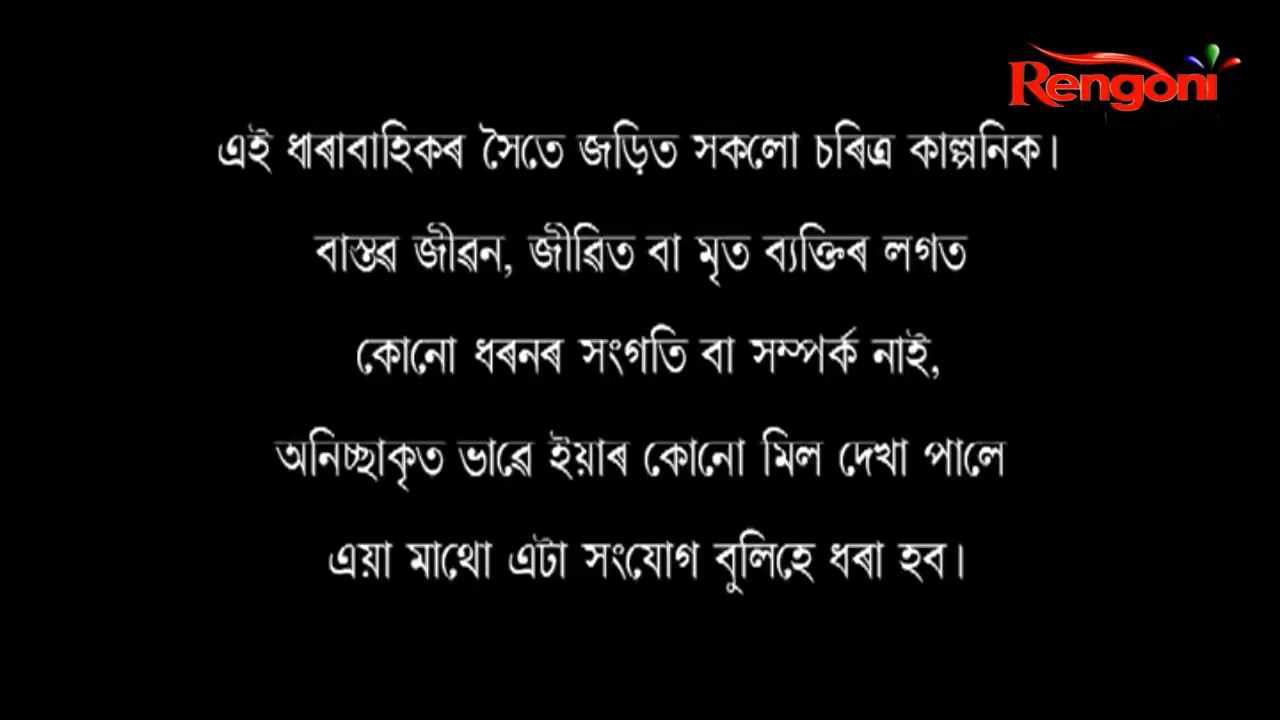 Rengoni
এই ধাৰাবাহিকৰ সৈতে জড়িত সকলো চৰিত্ৰ কাল্পনিক।
বাস্তৱ জীৱন, জীৱিত বা মৃত ব্যক্তিৰ লগত
কোনো ধৰনৰ সংগতি বা সম্পৰ্ক নাই,
অনিচ্ছাকৃত ভাৱে ইয়াৰ কোনো মিল দেখা পালে
এয়া মাথো এটা সংযোগ বুলিহে ধৰা হব।